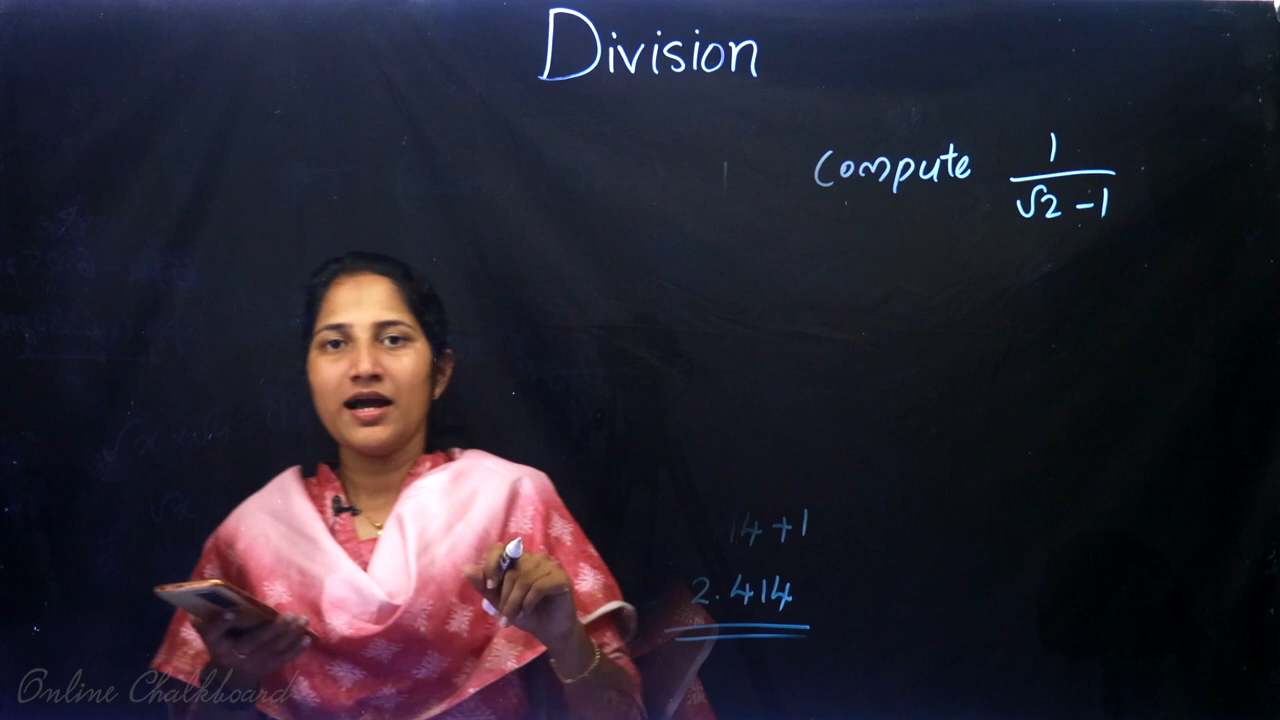 Division
Compute 1/(√2 - 1)
14 + 1
2.414
Online Chalkboard